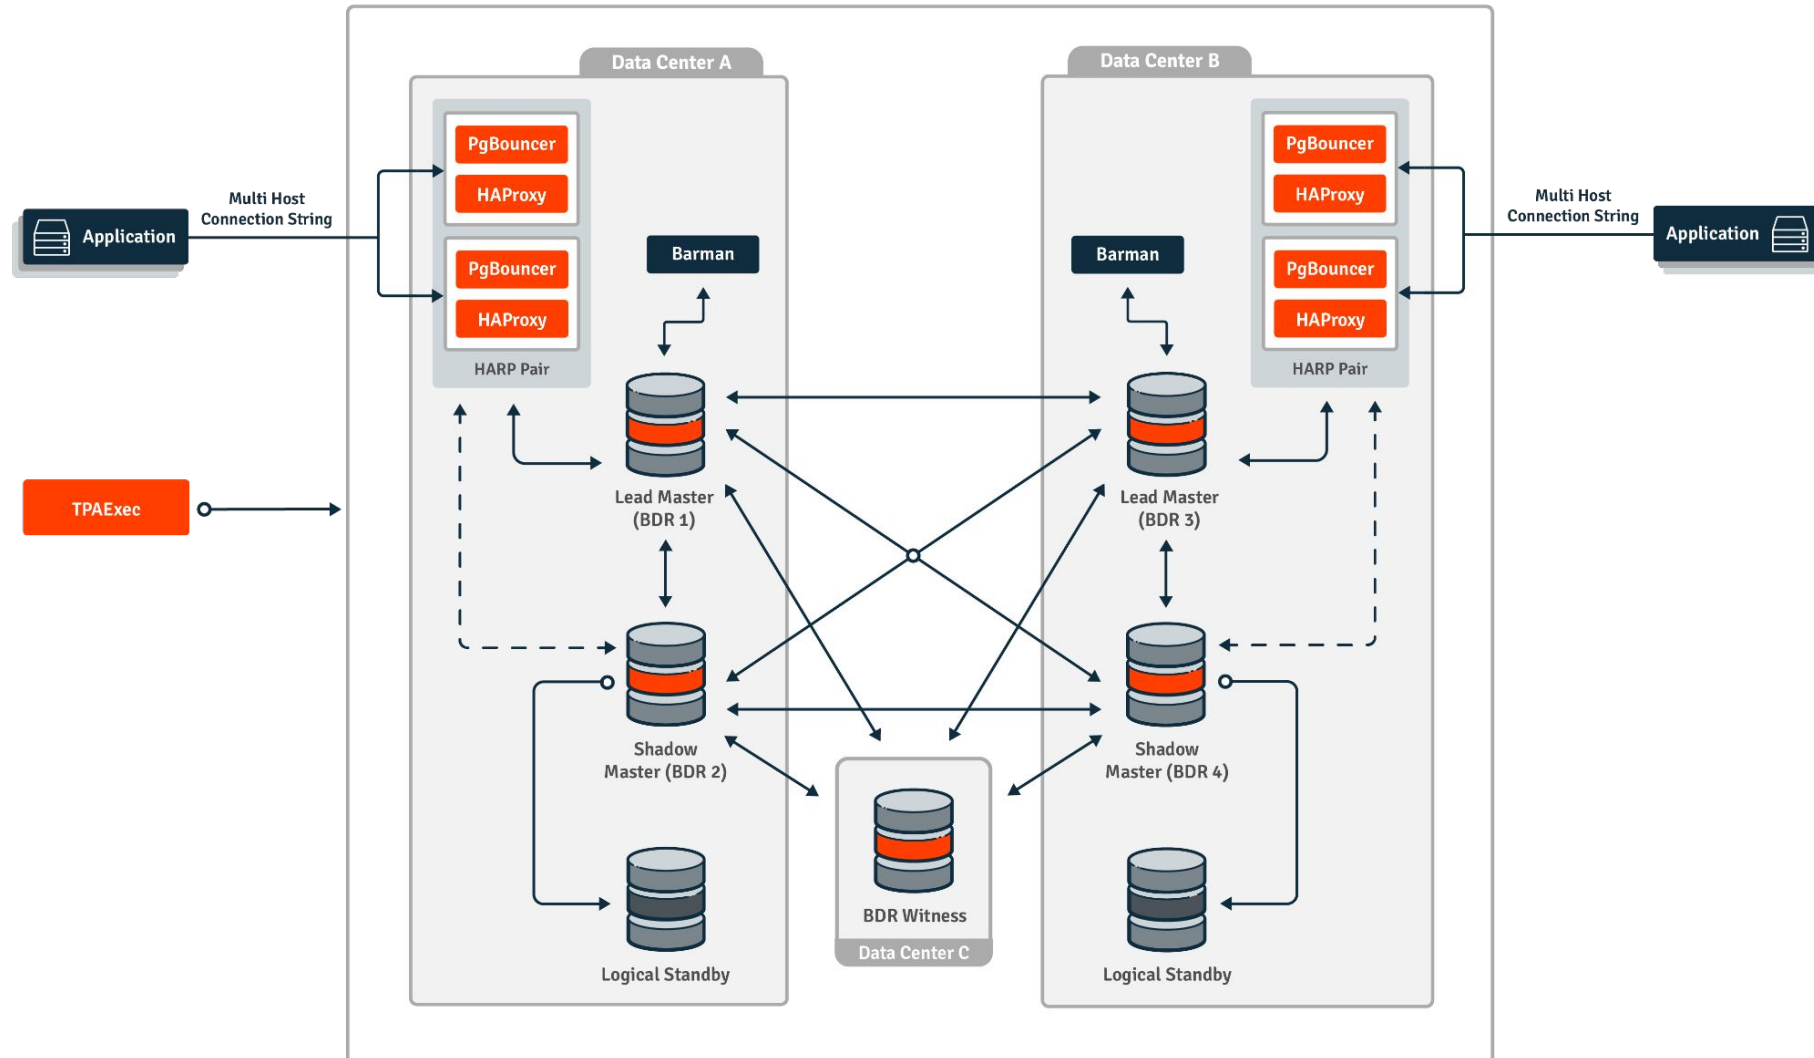 Data Center A
Data Center B
PgBouncer
HAProxy
PgBouncer
HAProxy
HARP Pair
PgBouncer
HAProxy
PgBouncer
HAProxy
HARP Pair
Multi Host
Connection String
Application
Multi Host
Connection String
Application
Barman
Barman
TPAExec
Lead Master
(BDR 1)
Lead Master
(BDR 3)
Shadow
Master (BDR 2)
Shadow
Master (BDR 4)
BDR Witness
Data Center C
Logical Standby
Logical Standby